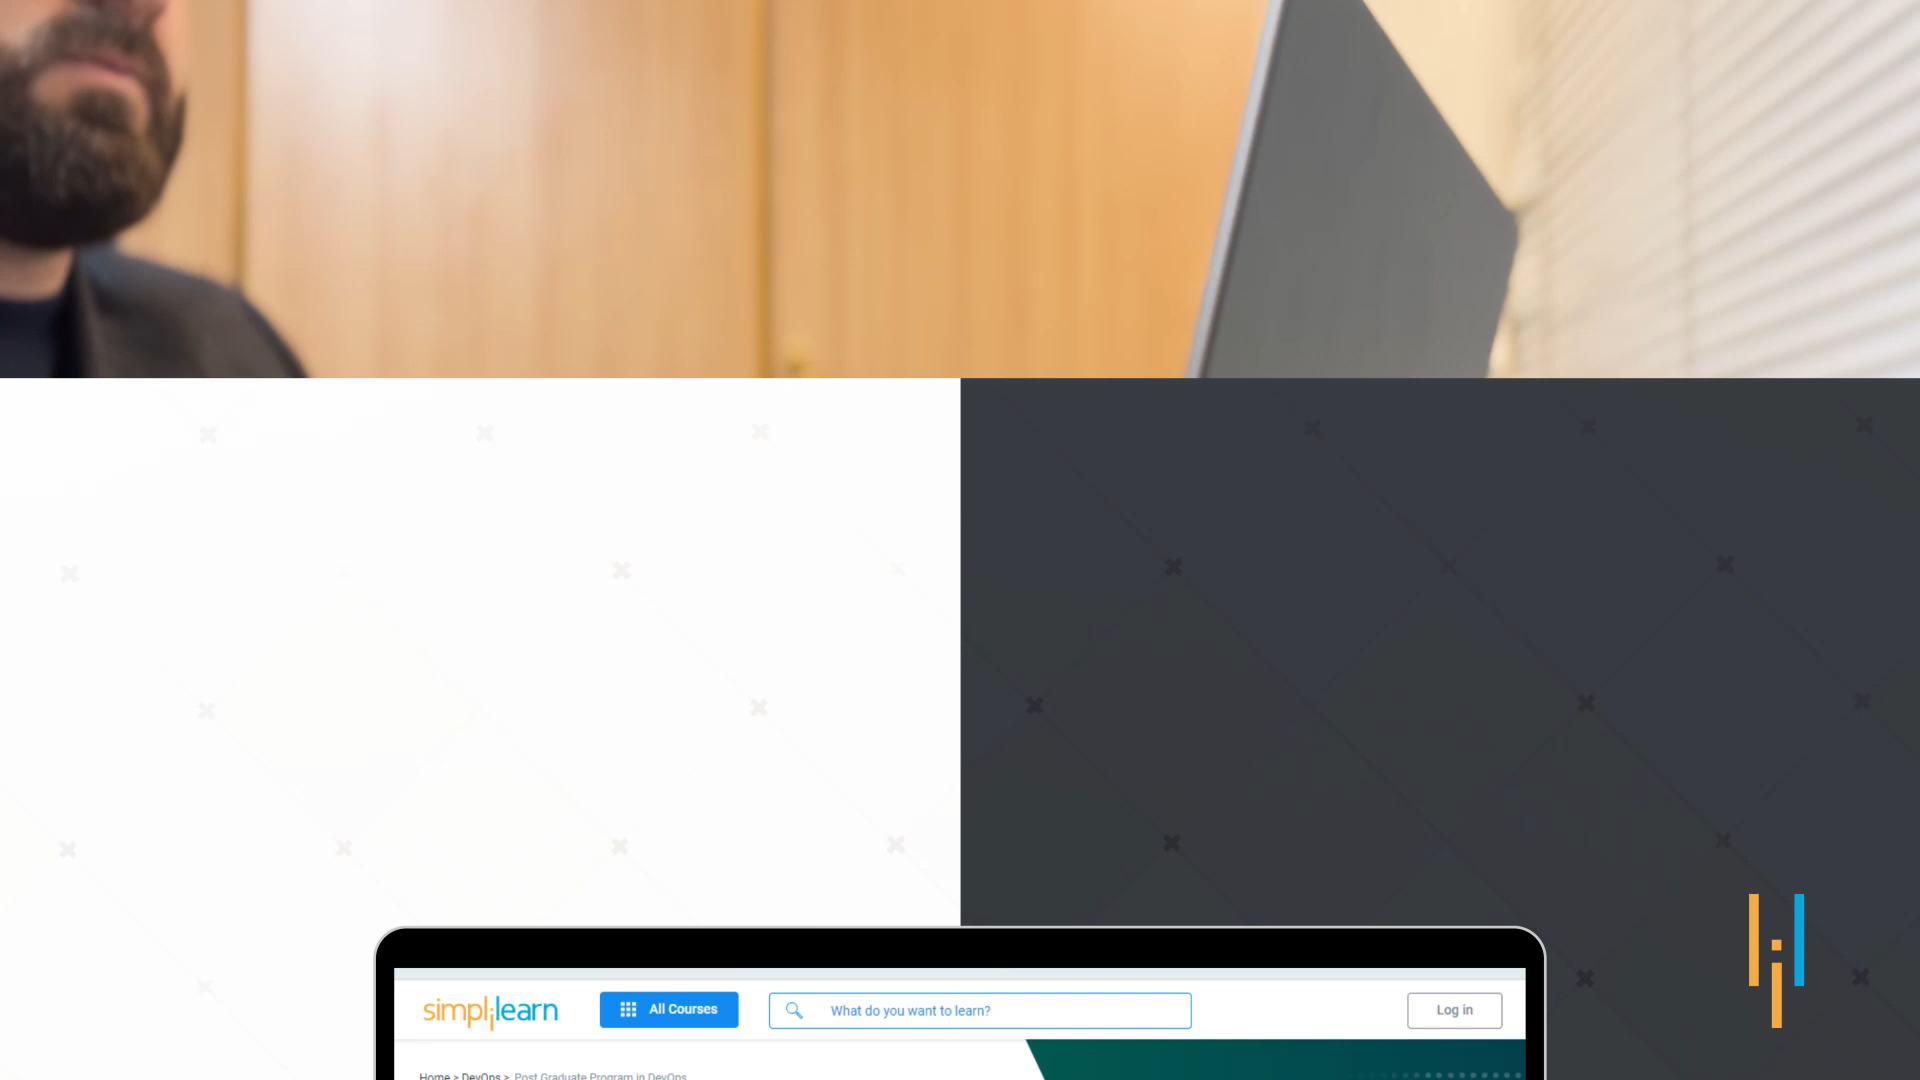 simplilearn
All Courses
What do you want to learn?
Log in
Home > DevOps > Post Graduate Program in DevOps